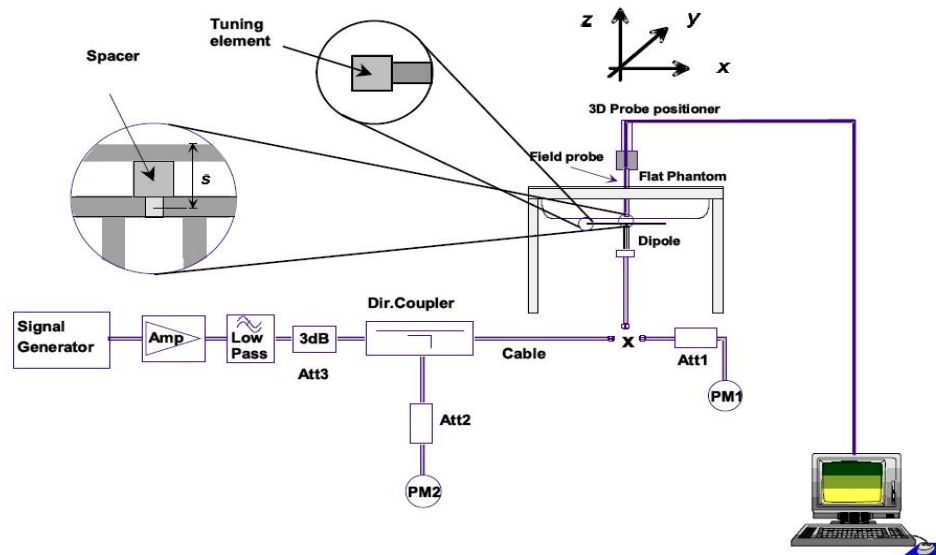 Tuning
element
Spacer
s
z
y
x
3D Probe positioner
Field probe
Flat Phantom
Dipole
Dir.Coupler
Signal
Generator
Amp
Low
Pass
3dB
Att3
Cable
x
Att1
PM1
Att2
PM2